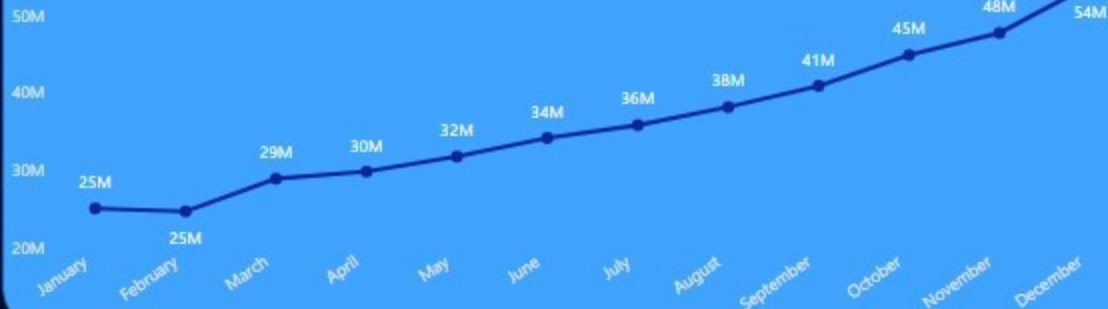 50M
40M
30M
20M
25M
25M
29M
30M
32M
34M
36M
38M
41M
45M
48M
54M
January
February
March
April
May
June
July
August
September
October
November
December